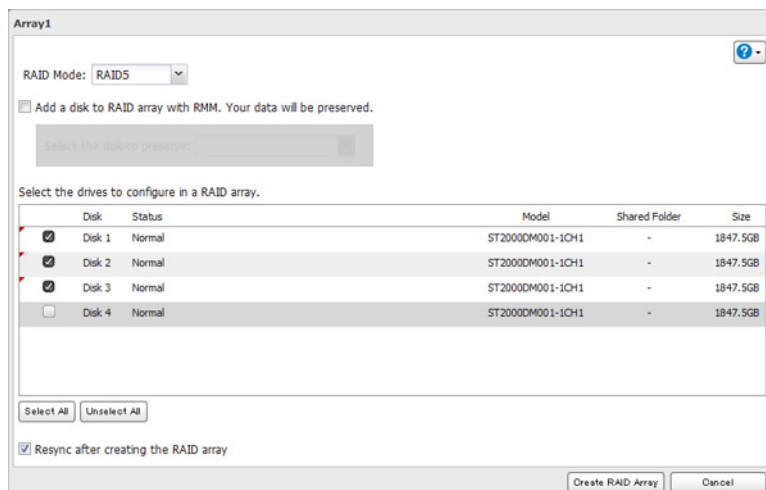 Array1
RAID Mode: RAID5
Add a disk to RAID array with RMM. Your data will be preserved.
Select the disk to preserve:
Select the drives to configure in a RAID array.
Disk Status Model Shared Folder Size
Disk 1 Normal ST2000DM001-1CH1 - 1847.5GB
Disk 2 Normal ST2000DM001-1CH1 - 1847.5GB
Disk 3 Normal ST2000DM001-1CH1 - 1847.5GB
Disk 4 Normal ST2000DM001-1CH1 - 1847.5GB
Select All Unselect All
Resync after creating the RAID array
Create RAID Array Cancel